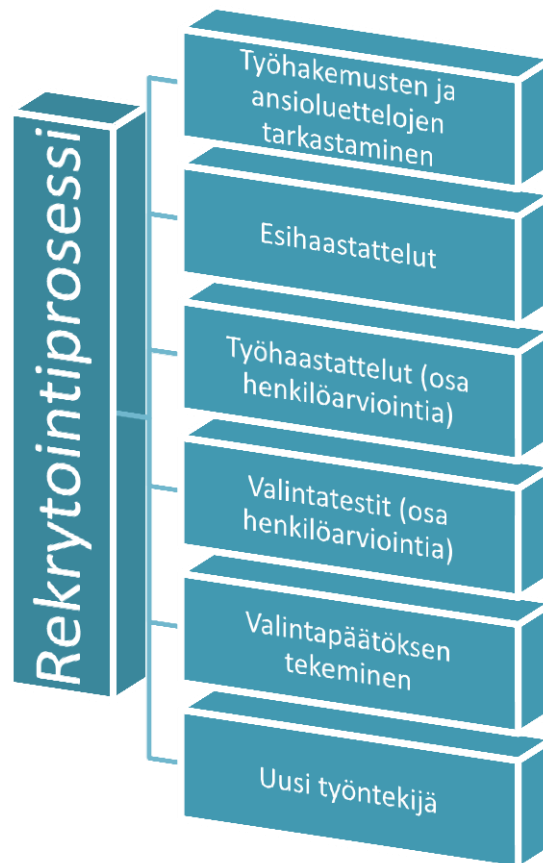 Rekrytointiprosessi
Työhakemusten ja
ansioluettelojen
tarkastaminen
Esihaastattelut
Työhaastattelut (osa
henkilöarviointia)
Valintatestit (osa
henkilöarviointia)
Valintapäätöksen
tekeminen
Uusi työntekijä